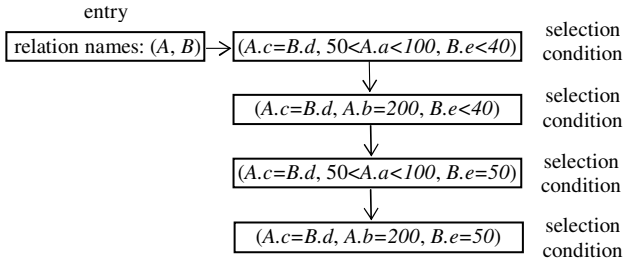 entry
relation names: (A, B)
(A.c=B.d, 50<A.a<100, B.e<40)
selection
condition
(A.c=B.d, A.b=200, B.e<40)
selection
condition
(A.c=B.d, 50<A.a<100, B.e=50)
selection
condition
(A.c=B.d, A.b=200, B.e=50)
selection
condition